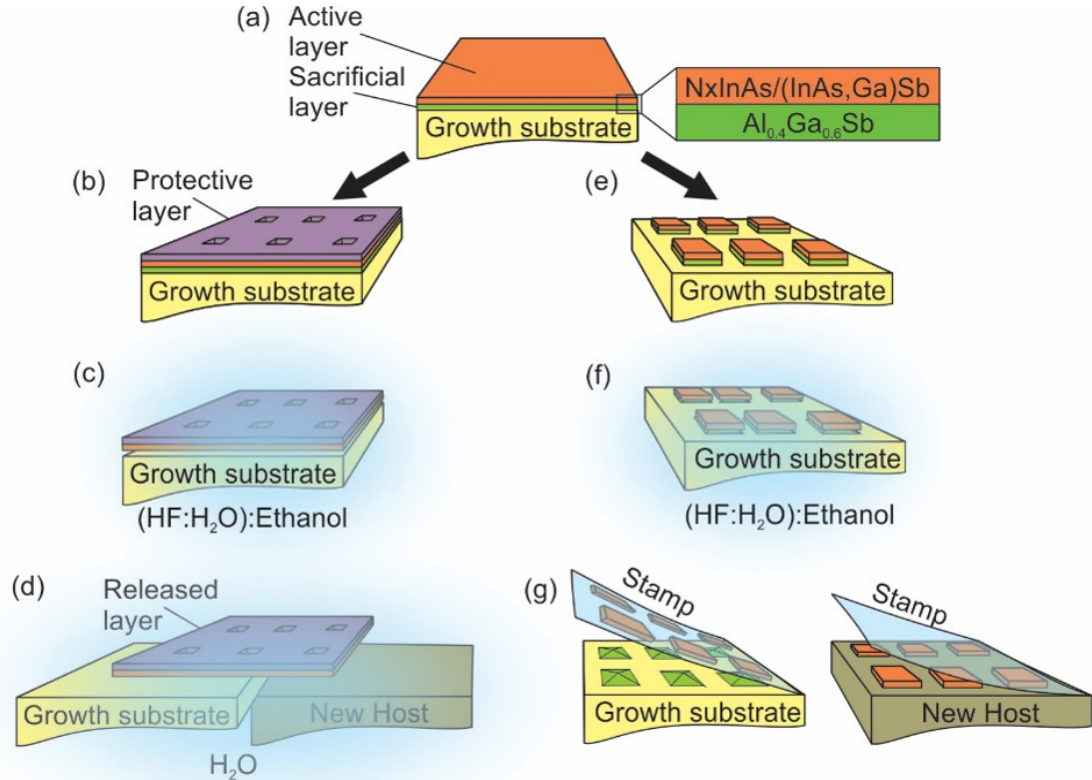 (a)
Active
layer
Sacrificial
layer
Growth substrate
NxInAs/(InAs,Ga)Sb
Al₀.₄Ga₀.₆Sb
(b)
Protective
layer
Growth substrate
(e)
Growth substrate
(c)
Growth substrate
(HF:H₂O):Ethanol
(f)
Growth substrate
(HF:H₂O):Ethanol
(d)
Released
layer
Growth substrate
New Host
H₂O
(g)
Stamp
Growth substrate
Stamp
New Host